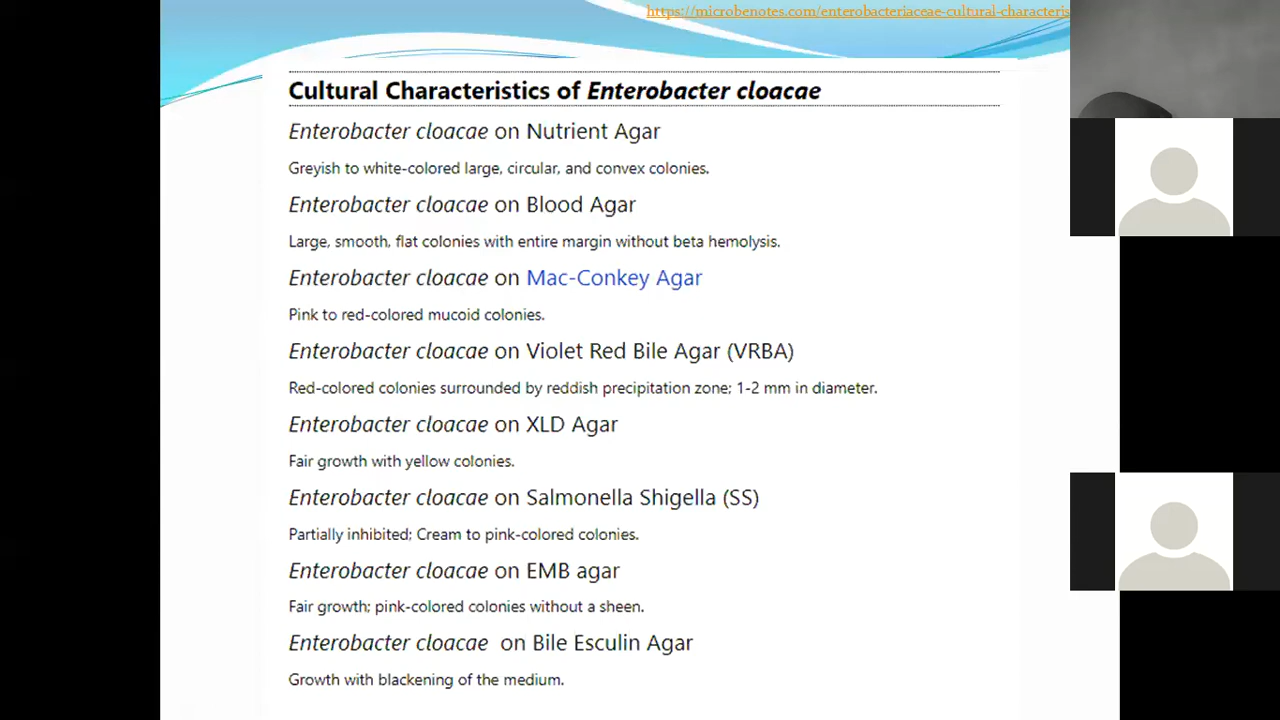 https://microbenotes.com/enterobacteriaceae-cultural-characteris
Cultural Characteristics of Enterobacter cloacae
Enterobacter cloacae on Nutrient Agar
Greyish to white-colored large, circular, and convex colonies.
Enterobacter cloacae on Blood Agar
Large, smooth, flat colonies with entire margin without beta hemolysis.
Enterobacter cloacae on Mac-Conkey Agar
Pink to red-colored mucoid colonies.
Enterobacter cloacae on Violet Red Bile Agar (VRBA)
Red-colored colonies surrounded by reddish precipitation zone; 1-2 mm in diameter.
Enterobacter cloacae on XLD Agar
Fair growth with yellow colonies.
Enterobacter cloacae on Salmonella Shigella (SS)
Partially inhibited; Cream to pink-colored colonies.
Enterobacter cloacae on EMB agar
Fair growth; pink-colored colonies without a sheen.
Enterobacter cloacae on Bile Esculin Agar
Growth with blackening of the medium.